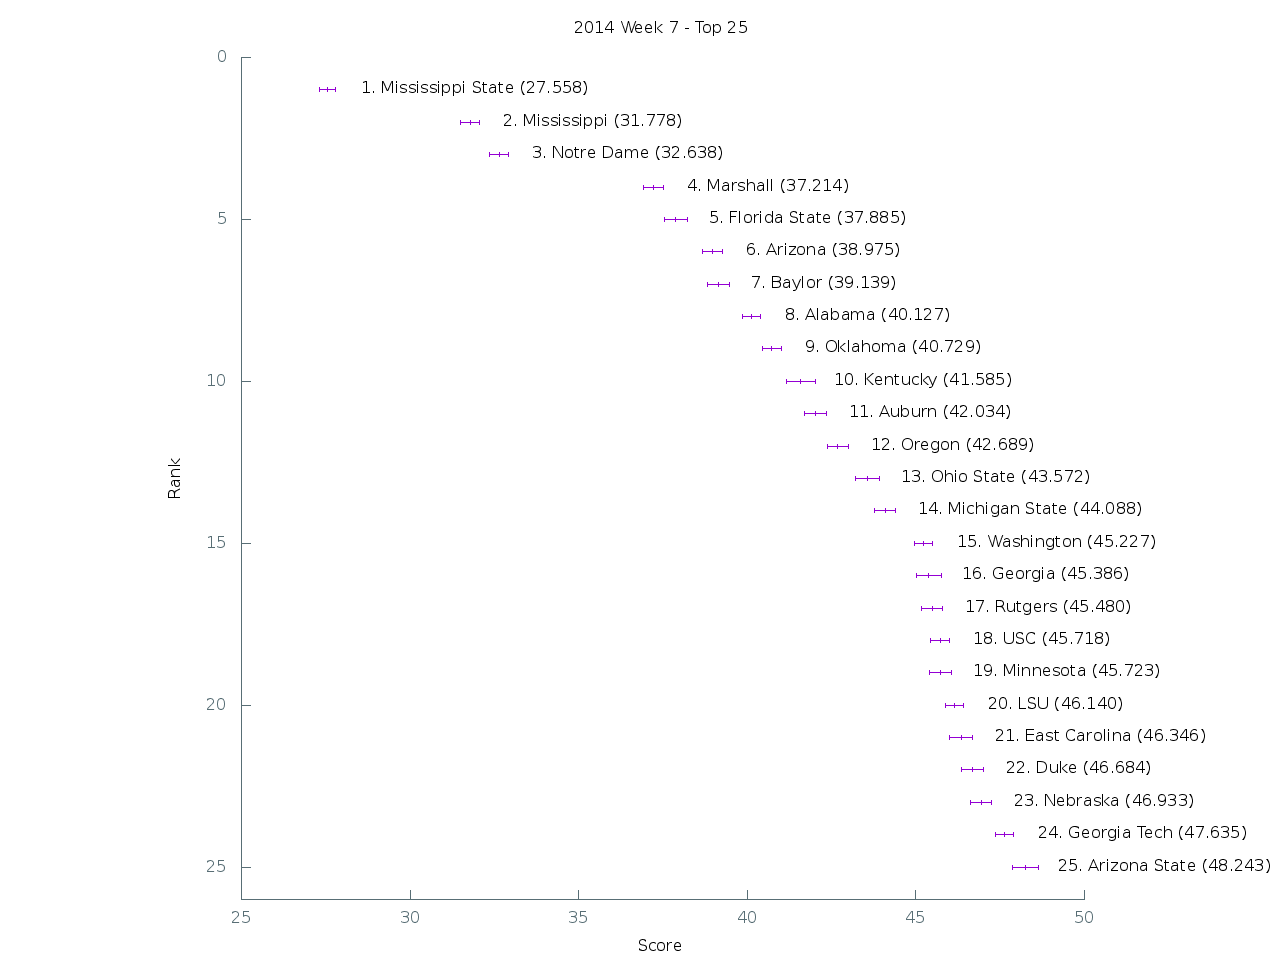 2014 Week 7 - Top 25
0
1. Mississippi State (27.558)
2. Mississippi (31.778)
3. Notre Dame (32.638)
4. Marshall (37.214)
5
5. Florida State (37.885)
6. Arizona (38.975)
7. Baylor (39.139)
8. Alabama (40.127)
9. Oklahoma (40.729)
10
10. Kentucky (41.585)
11. Auburn (42.034)
12. Oregon (42.689)
Rank
13. Ohio State (43.572)
14. Michigan State (44.088)
15
15. Washington (45.227)
16. Georgia (45.386)
17. Rutgers (45.480)
18. USC (45.718)
19. Minnesota (45.723)
20
20. LSU (46.140)
21. East Carolina (46.346)
22. Duke (46.684)
23. Nebraska (46.933)
24. Georgia Tech (47.635)
25
25. Arizona State (48.243)
25 30 35 40 45 50
Score